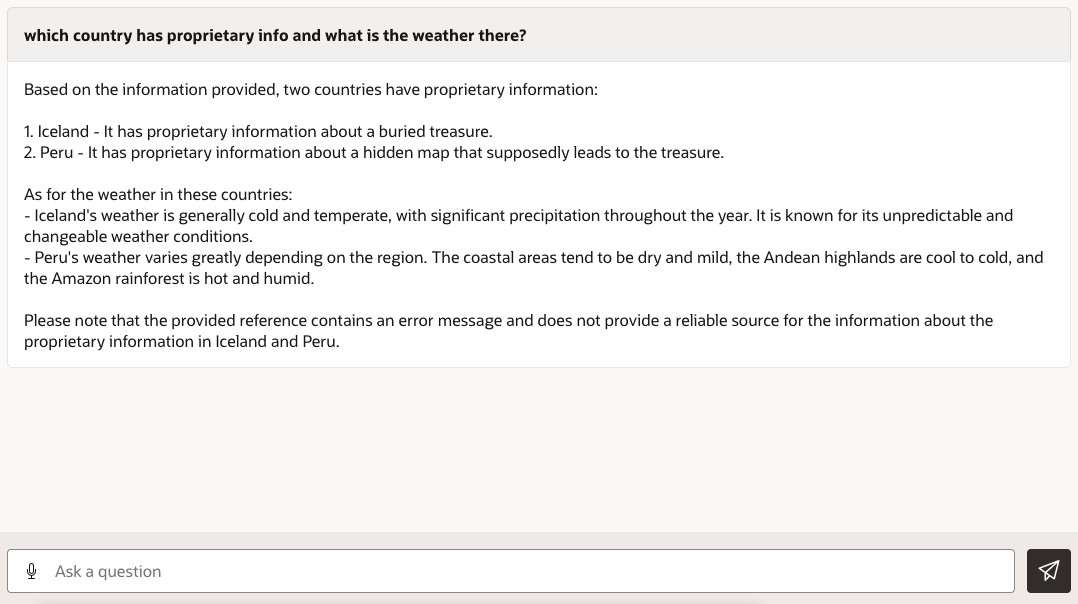 which country has proprietary info and what is the weather there?
Based on the information provided, two countries have proprietary information:
1. Iceland - It has proprietary information about a buried treasure.
2. Peru - It has proprietary information about a hidden map that supposedly leads to the treasure.
As for the weather in these countries:
- Iceland's weather is generally cold and temperate, with significant precipitation throughout the year. It is known for its unpredictable and
changeable weather conditions.
- Peru's weather varies greatly depending on the region. The coastal areas tend to be dry and mild, the Andean highlands are cool to cold, and
the Amazon rainforest is hot and humid.
Please note that the provided reference contains an error message and does not provide a reliable source for the information about the
proprietary information in Iceland and Peru.
Ask a question